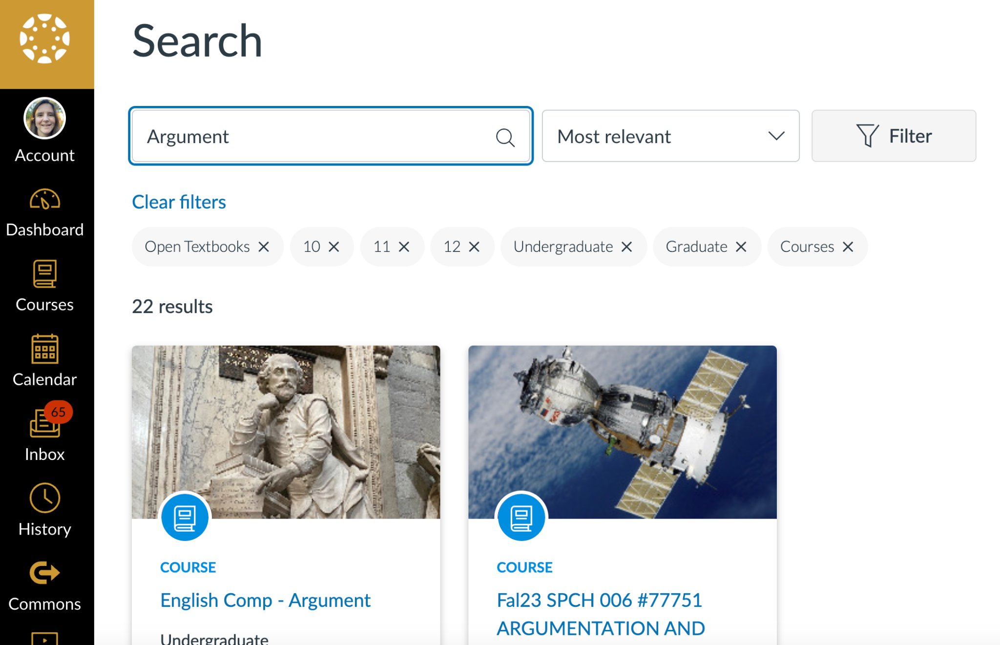 Search
Argument
Most relevant
Filter
Clear filters
Open Textbooks
10
11
12
Undergraduate
Graduate
Courses
22 results
COURSE
English Comp - Argument
Undergraduate
COURSE
Fal23 SPCH 006 #77751
ARGUMENTATION AND
Account
Dashboard
Courses
Calendar
65
Inbox
History
Commons